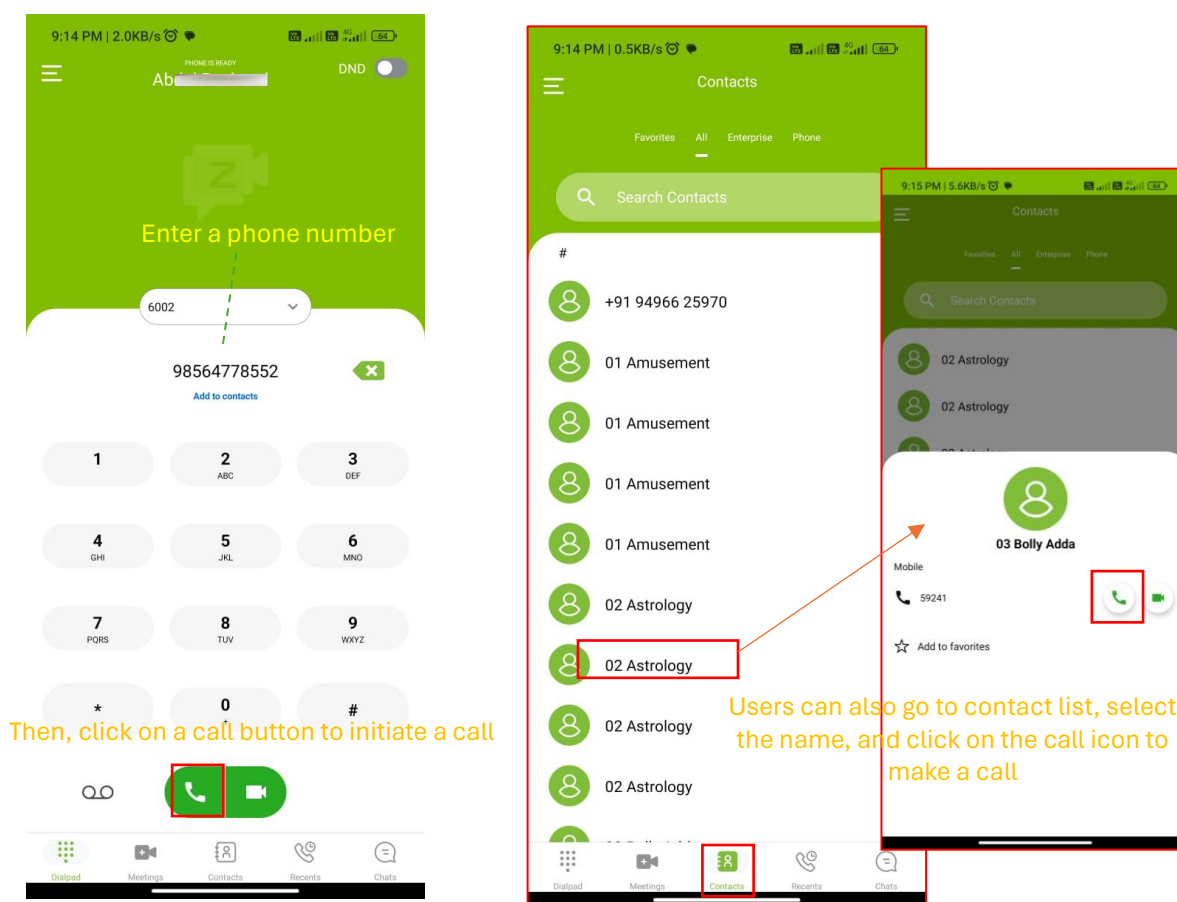 9:14 PM | 2.0KB/s
4G
64
PHONE IS READY
DND
Z
Enter a phone number
6002
98564778552
Add to contacts
1
2
3
ABC
DEF
4
5
6
GHI
JKL
MNO
7
8
9
PQRS
TUV
WXYZ
*
0
#
+
Then, click on a call button to initiate a call
Dialpad
Meetings
Contacts
Recents
Chats
9:14 PM | 0.5KB/s
4G
64
Contacts
Favorites
All
Enterprise
Phone
Search Contacts
#
+91 94966 25970
01 Amusement
01 Amusement
01 Amusement
01 Amusement
02 Astrology
02 Astrology
02 Astrology
02 Astrology
Dialpad
Meetings
Contacts
Recents
Chats
9:15 PM | 5.6KB/s
4G
64
Contacts
Favorites
All
Enterprise
Phone
Search Contacts
02 Astrology
02 Astrology
03 Bolly Adda
Mobile
59241
Add to favorites
Users can also go to contact list, select
the name, and click on the call icon to
make a call